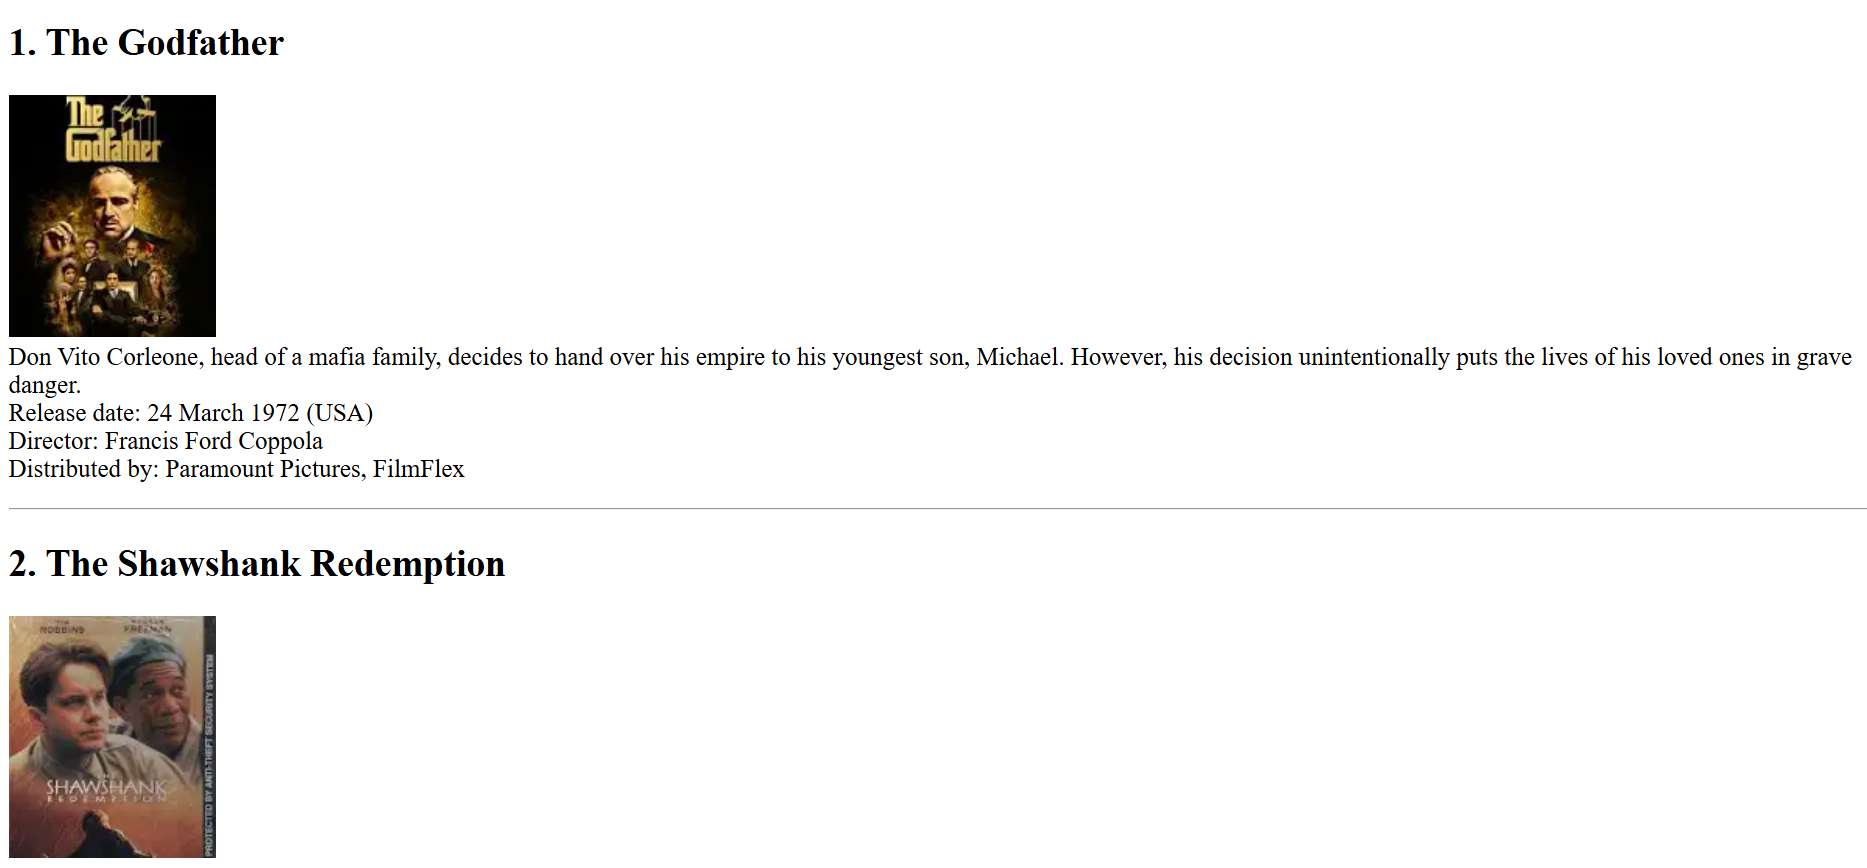 1. The Godfather
The
Godfather
Don Vito Corleone, head of a mafia family, decides to hand over his empire to his youngest son, Michael. However, his decision unintentionally puts the lives of his loved ones in grave
danger.
Release date: 24 March 1972 (USA)
Director: Francis Ford Coppola
Distributed by: Paramount Pictures, FilmFlex
2. The Shawshank Redemption
ROBBINS FREEMAN
SHAWSHANK
REDEMPTION
PROTECTED BY ANTI-THEFT SECURITY SYSTEM